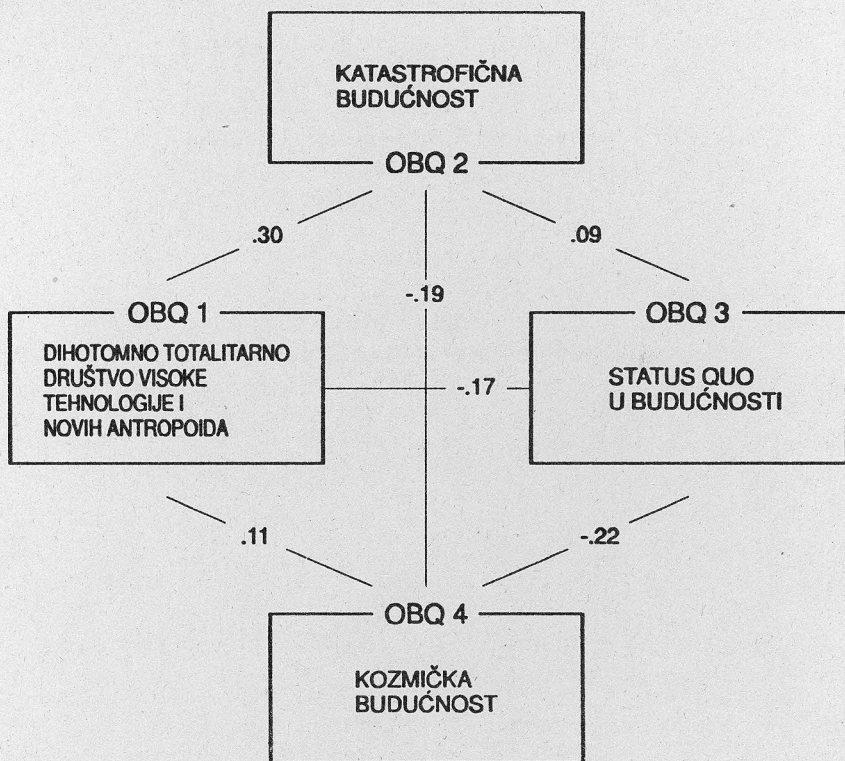 KATASTROFIČNA
BUDUĆNOST
OBQ 2
.30
.09
-.19
OBQ 1
DIHOTOMNO TOTALITARNO
DRUŠTVO VISOKE
TEHNOLOGIJE I
NOVIH ANTROPOIDA
-.17
OBQ 3
STATUS QUO
U BUDUĆNOSTI
.11
-.22
OBQ 4
KOZMIČKA
BUDUĆNOST